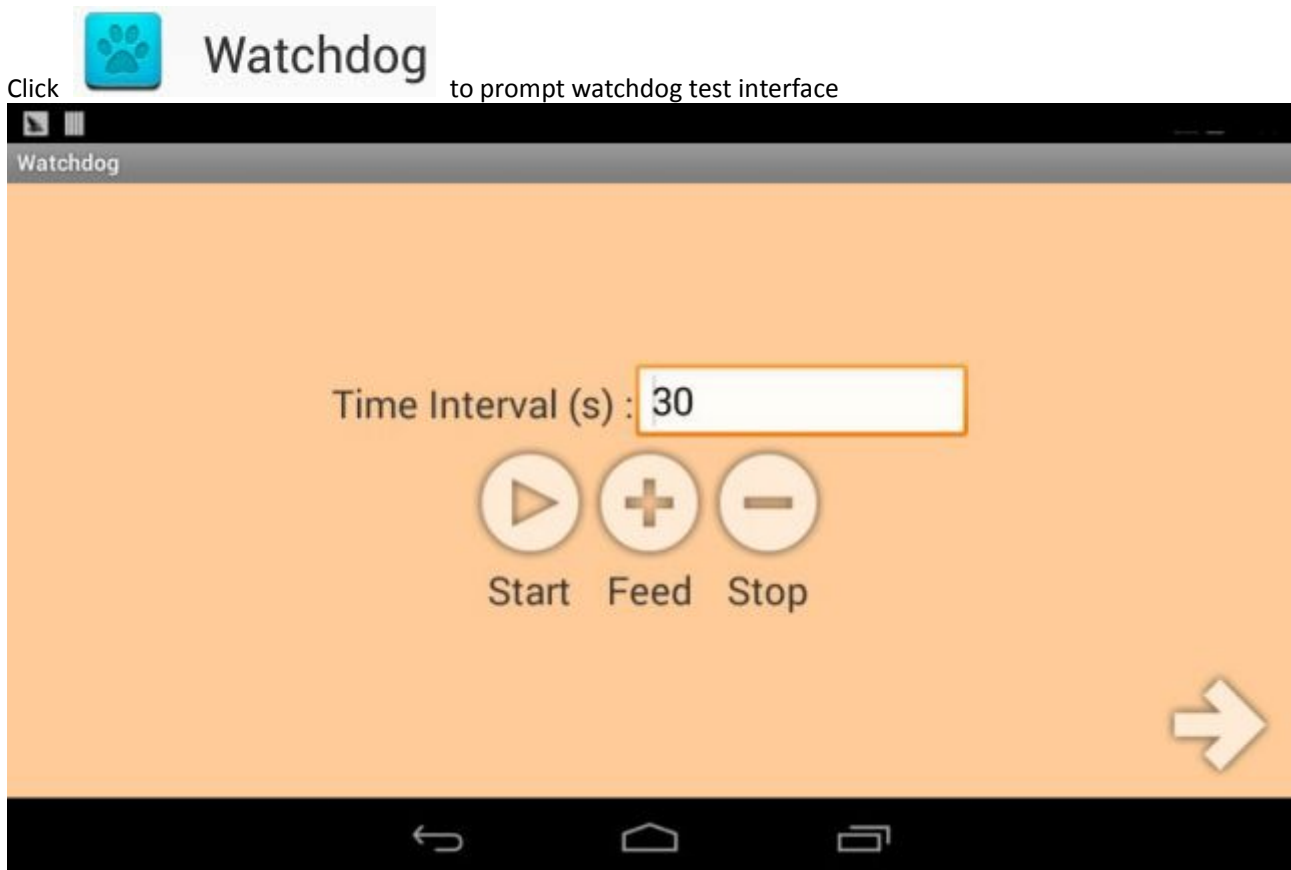 Click Watchdog to prompt watchdog test interface
Watchdog
Time Interval (s) : 30
Start Feed Stop